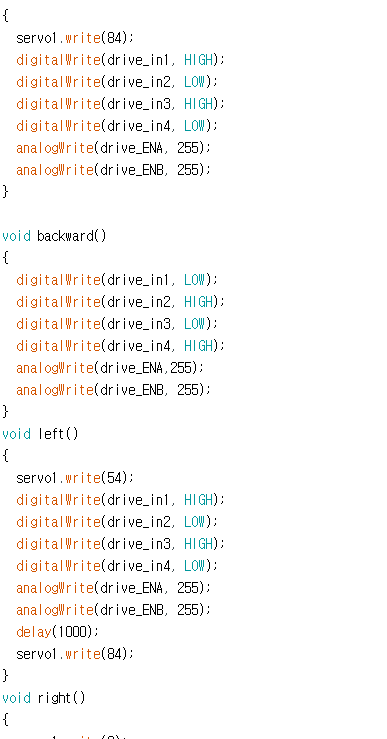 {
  servo1.write(84);
  digitalWrite(drive_in1, HIGH);
  digitalWrite(drive_in2, LOW);
  digitalWrite(drive_in3, HIGH);
  digitalWrite(drive_in4, LOW);
  analogWrite(drive_ENA, 255);
  analogWrite(drive_ENB, 255);
}

void backward()
{
  digitalWrite(drive_in1, LOW);
  digitalWrite(drive_in2, HIGH);
  digitalWrite(drive_in3, LOW);
  digitalWrite(drive_in4, HIGH);
  analogWrite(drive_ENA,255);
  analogWrite(drive_ENB, 255);
}
void left()
{
  servo1.write(54);
  digitalWrite(drive_in1, HIGH);
  digitalWrite(drive_in2, LOW);
  digitalWrite(drive_in3, HIGH);
  digitalWrite(drive_in4, LOW);
  analogWrite(drive_ENA, 255);
  analogWrite(drive_ENB, 255);
  delay(1000);
  servo1.write(84);
}
void right()
{